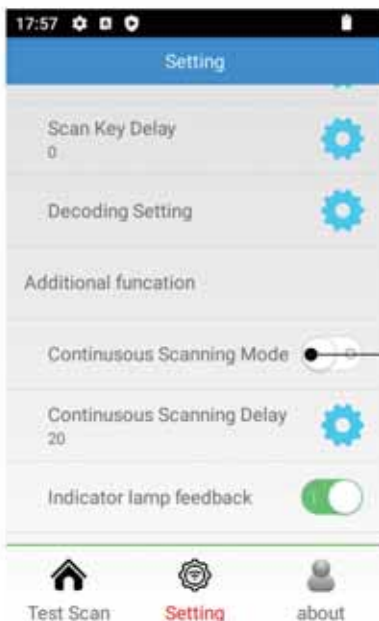 17:57
Setting
Scan Key Delay
0
Decoding Setting
Additional funcation
Continusous Scanning Mode
Continusous Scanning Delay
20
Indicator lamp feedback
Test Scan
Setting
about